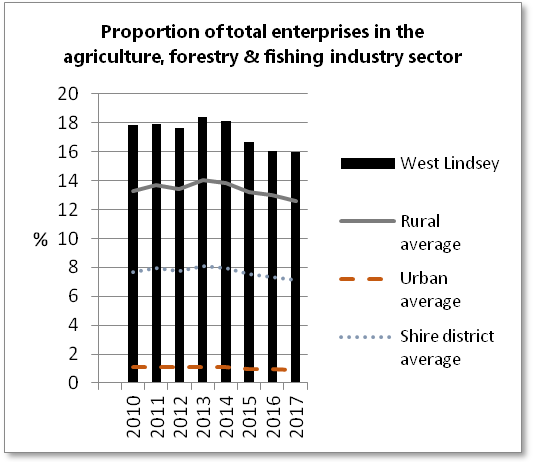 Proportion of total enterprises in the
agriculture, forestry & fishing industry sector
20
18
16
14
12
10
8
6
4
2
0
%
2010
2011
2012
2013
2014
2015
2016
2017
West Lindsey
Rural
average
Urban
average
Shire district
average